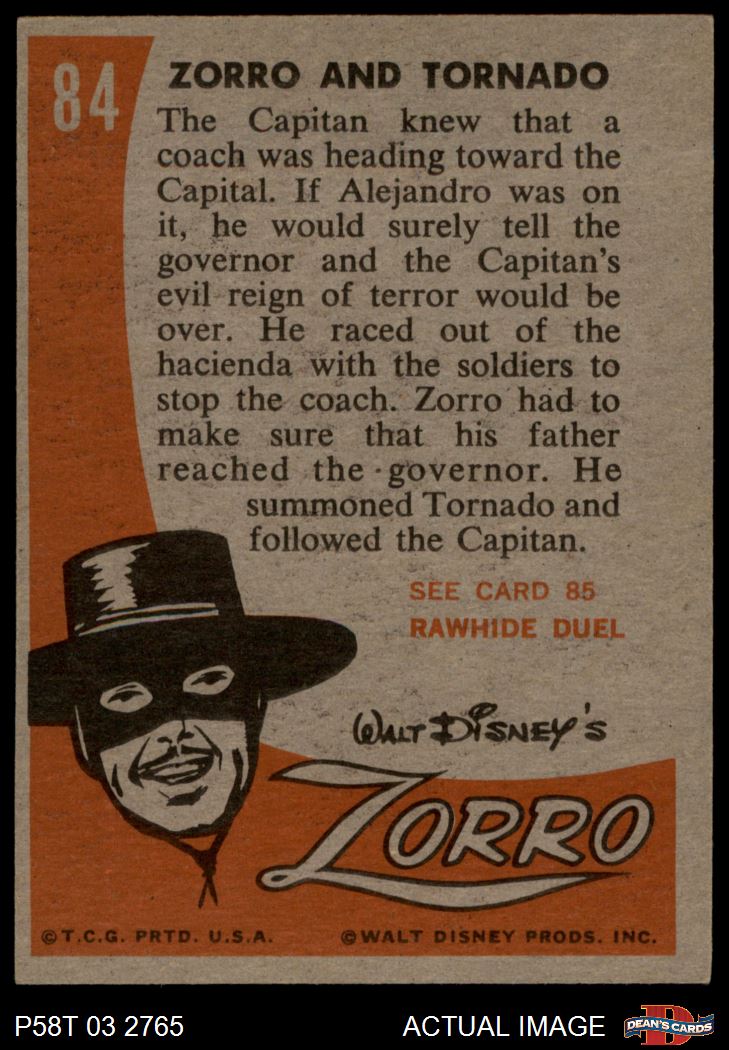 84
ZORRO AND TORNADO
The Capitan knew that a
coach was heading toward the
Capital. If Alejandro was on
it, he would surely tell the
governor and the Capitan's
evil reign of terror would be
over. He raced out of the
hacienda with the soldiers to
stop the coach. Zorro had to
make sure that his father
reached the governor. He
summoned Tornado and
followed the Capitan.
SEE CARD 85
RAWHIDE DUEL
WALT DISNEY'S
ZORRO
©T.C.G. PRTD. U.S.A.
©WALT DISNEY PRODS. INC.
P58T 03 2765
ACTUAL IMAGE
D
DEAN'S CARDS